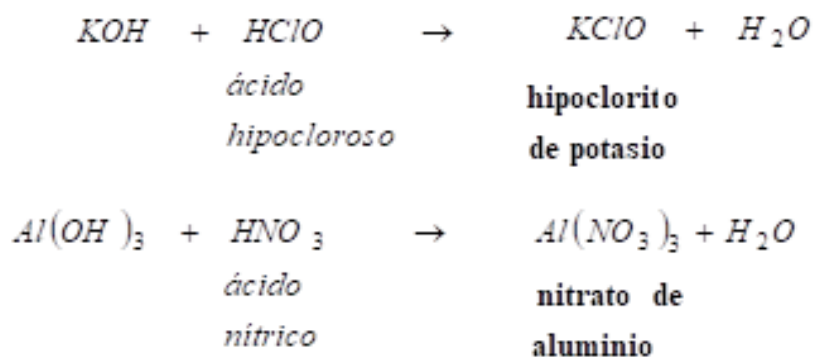 KOH + HClO → KClO + H₂O
ácido hipoclorito
hipocloroso de potasio
Al(OH)₃ + HNO₃ → Al(NO₃)₃ + H₂O
ácido nitrato de
nítrico aluminio